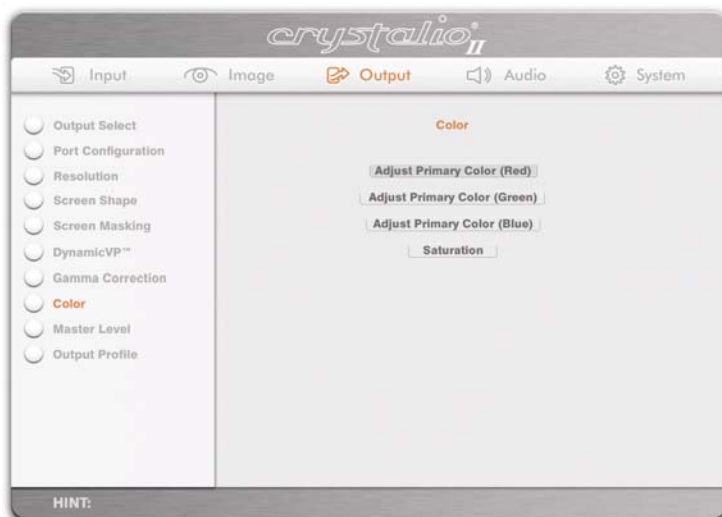 crystalio® II
Input Image Output Audio System
Output Select
Port Configuration
Resolution
Screen Shape
Screen Masking
DynamicVP™
Gamma Correction
Color
Master Level
Output Profile
Color
Adjust Primary Color (Red)
Adjust Primary Color (Green)
Adjust Primary Color (Blue)
Saturation
HINT: